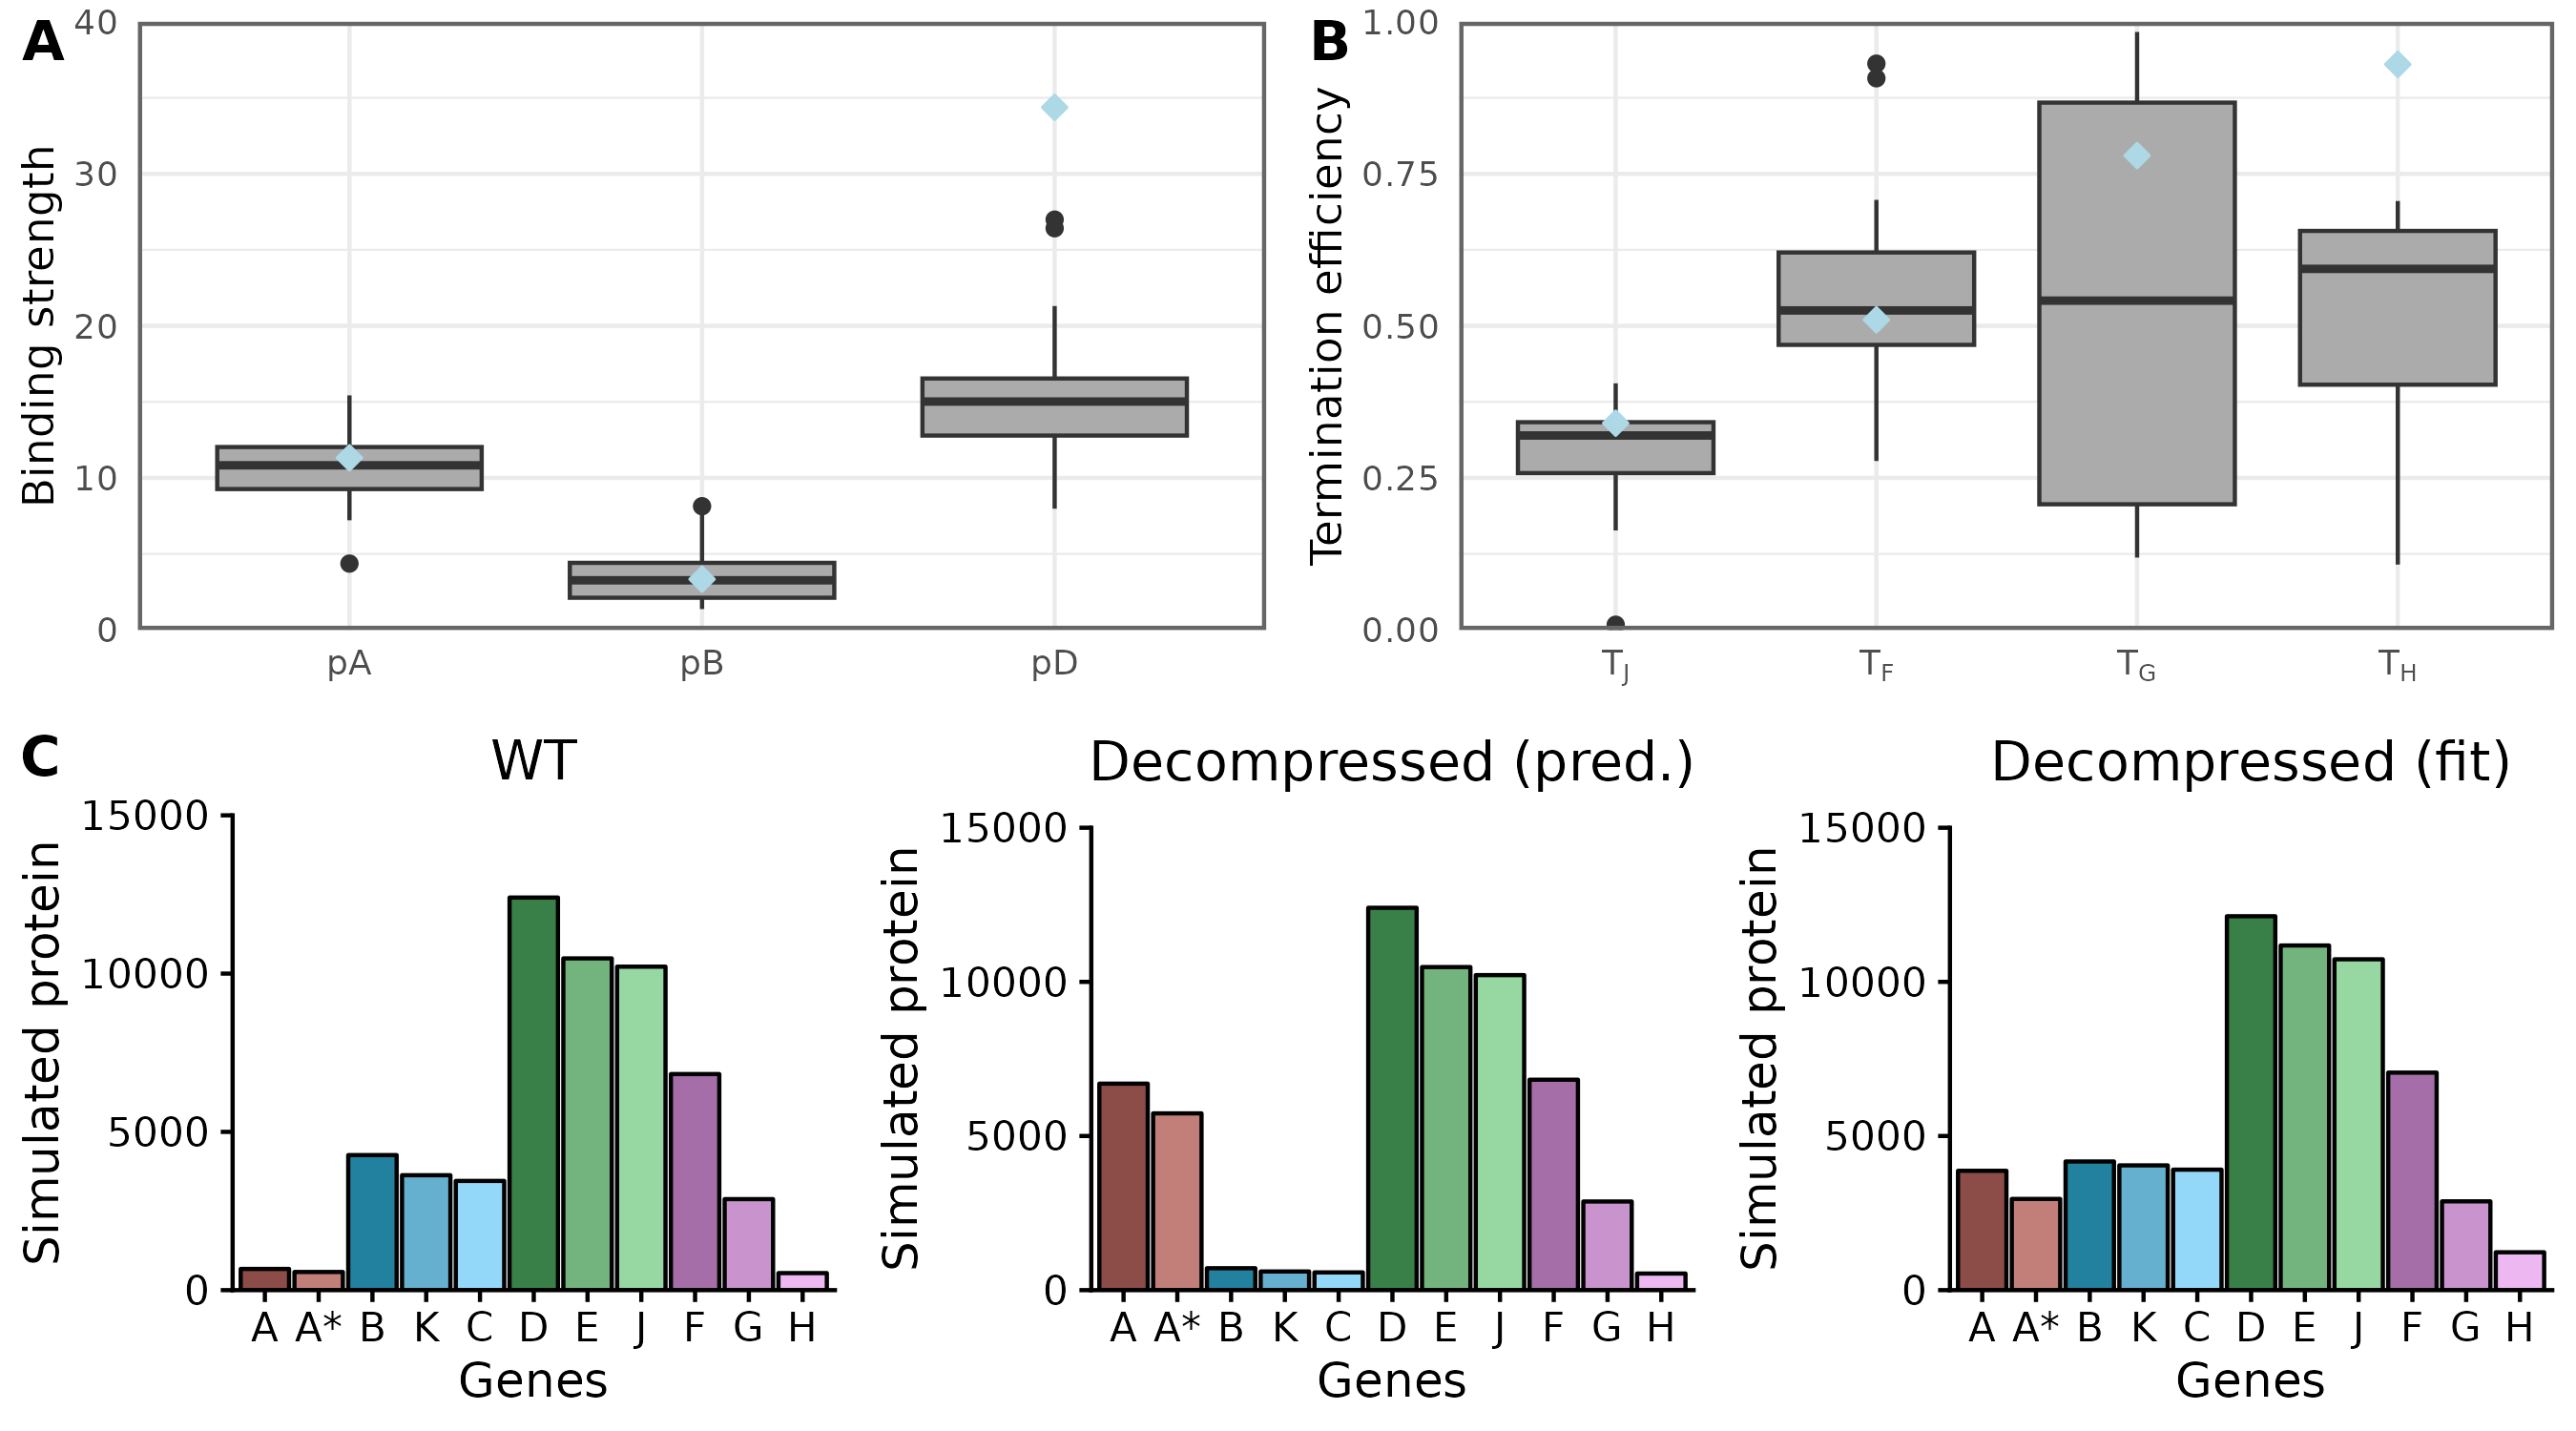 A
Binding strength
40
30
20
10
0
pA pB pD
B
Termination efficiency
1.00
0.75
0.50
0.25
0.00
TJ TF TG TH
C
WT
Simulated protein
15000
10000
5000
0
A A* B K C D E J F G H
Genes
Decompressed (pred.)
Simulated protein
15000
10000
5000
0
A A* B K C D E J F G H
Genes
Decompressed (fit)
Simulated protein
15000
10000
5000
0
A A* B K C D E J F G H
Genes